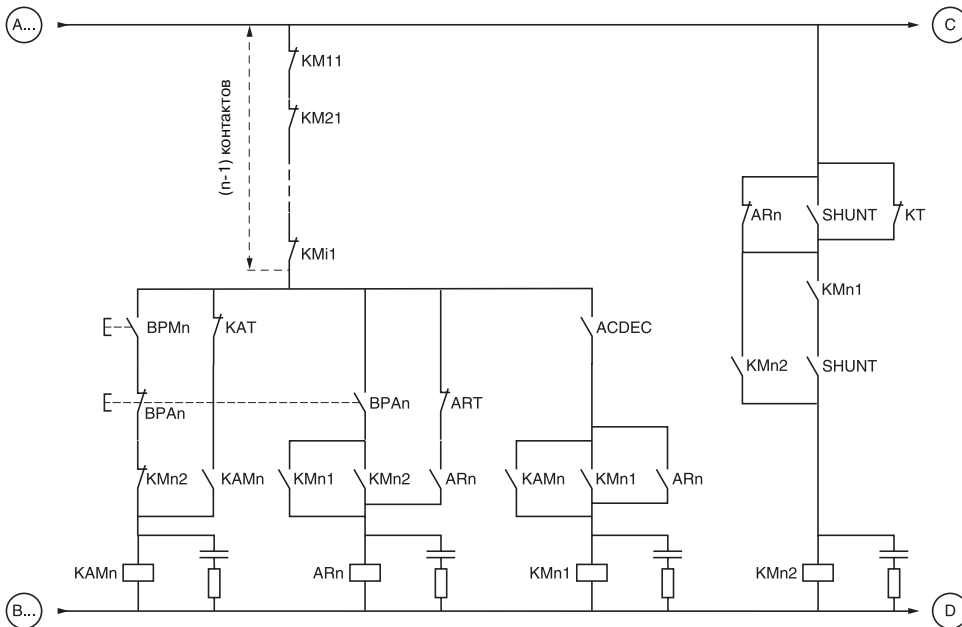 A... C
KM11
KM21
(n-1) контактов
KMi1
ARn SHUNT KT
KMn1
BPMn KAT ACDEC
KMn2 SHUNT
BPAn BPAn ART
KMn2 KAMn KMn1 KMn2 ARn KAMn KMn1 ARn
KAMn ARn KMn1 KMn2
B... D